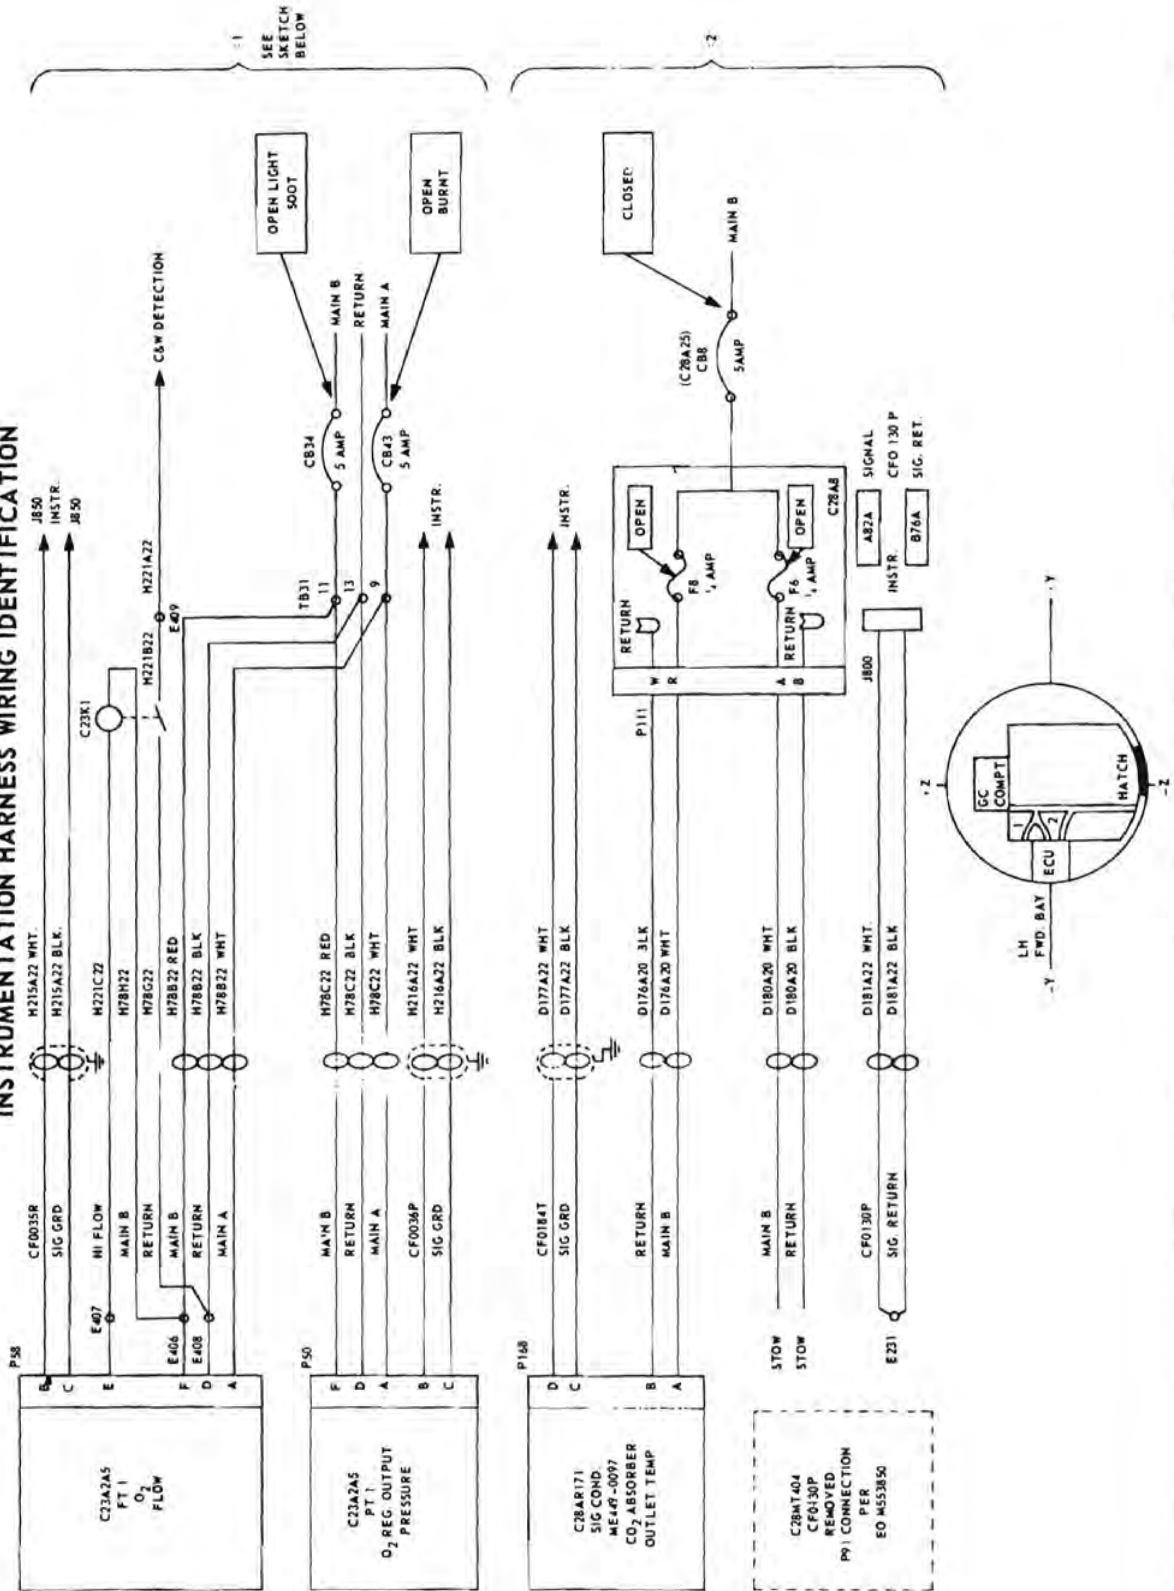 INSTRUMENTATION HARNESS WIRING IDENTIFICATION
P58
C23A2A5
FT 1
O2
FLOW
B
C
E
F
D
A
E407
E406
E408
CF0035R
SIG GRD
HI FLOW
MAIN B
RETURN
MAIN B
RETURN
MAIN A
H215A22 WHT.
H215A22 BLK.
H221C22
H78H22
H78G22
H78B22 RED
H78B22 BLK
H78B22 WHT
C23K1
H221B22
E409
H221A22
J850
INSTR.
J850
C&W DETECTION
P50
C23A2A5
PT 1
O2 REG. OUTPUT
PRESSURE
F
D
A
B
C
MAIN B
RETURN
MAIN A
CF0036P
SIG GRD
H78C22 RED
H78C22 BLK
H78C22 WHT
H216A22 WHT
H216A22 BLK
TB31
11
13
9
CB34
5 AMP
CB43
5 AMP
INSTR.
MAIN B
RETURN
MAIN A
OPEN LIGHT
SOOT
OPEN
BURNT
1
SEE
SKETCH
BELOW
P168
C28AR171
SIG COND.
ME449-0097
CO2 ABSORBER
OUTLET TEMP
D
C
B
A
CF0184T
SIG GRD
RETURN
MAIN B
D177A22 WHT
D177A22 BLK
D176A20 BLK
D176A20 WHT
INSTR.
P111
W
R
A
B
RETURN
RETURN
OPEN
F8
¼ AMP
OPEN
F6
¼ AMP
C28A8
(C28A25)
CB8
5AMP
MAIN B
CLOSED
2
C28MT404
CF0130P
REMOVED
P91 CONNECTION
PER
EO M553850
STOW
STOW
E231
MAIN B
RETURN
CF0130P
SIG. RETURN
D180A20 WHT
D180A20 BLK
D181A22 WHT.
D181A22 BLK
J800
INSTR.
A82A
B76A
SIGNAL
CF0 130 P
SIG. RET.
LH
FWD. BAY
-Y
ECU
1
2
GC
COMPT
HATCH
+Z
-Z